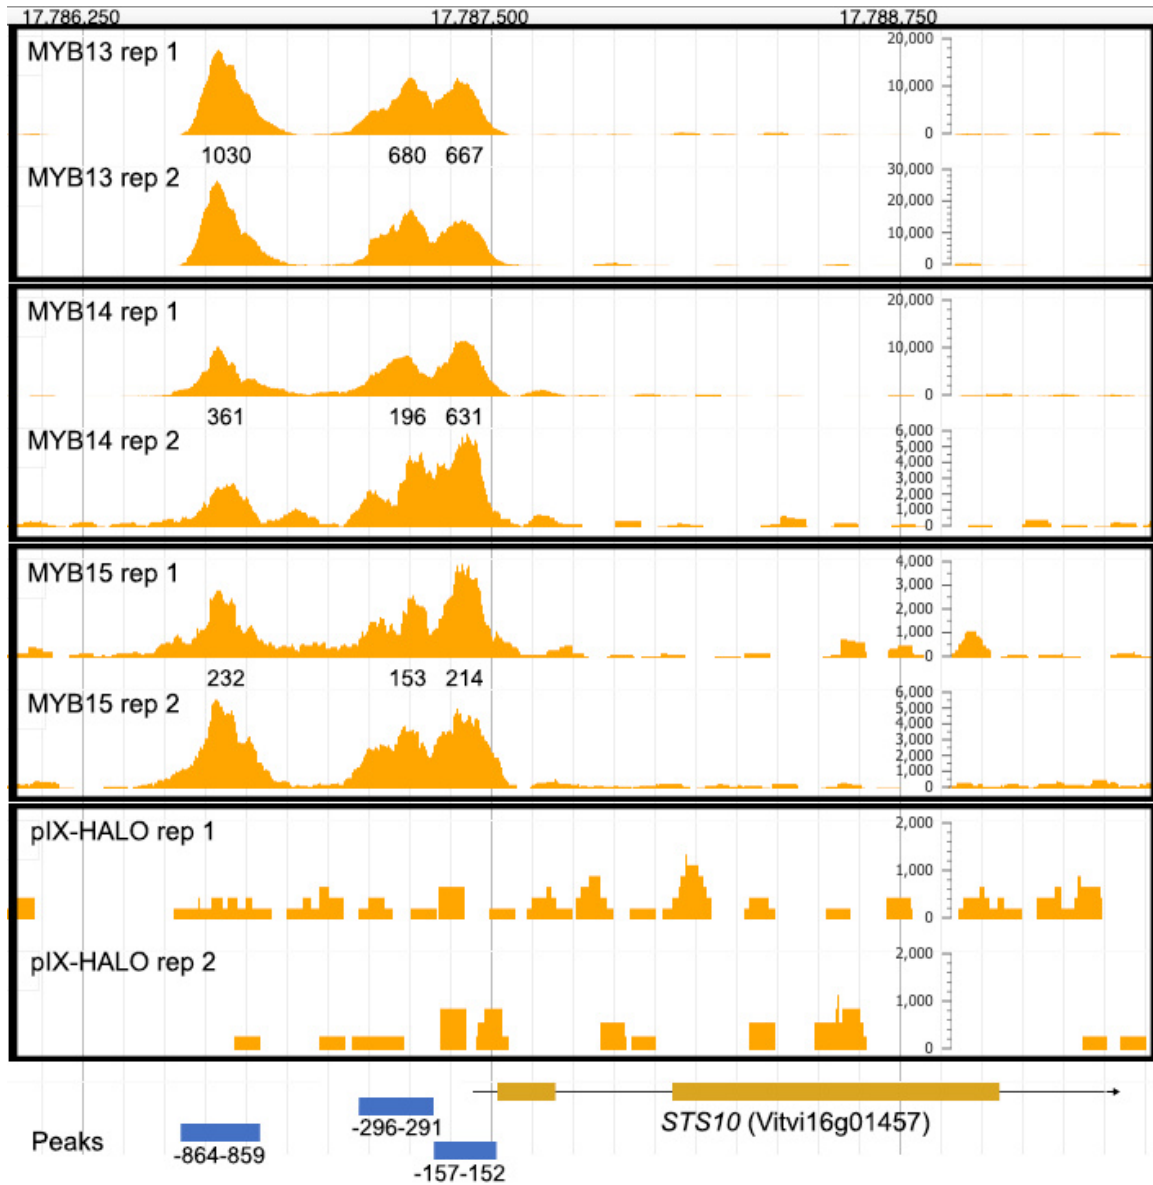 17.786.250 17.787.500 17.788.750
MYB13 rep 1
20,000
10,000
0
1030 680 667
MYB13 rep 2
30,000
20,000
10,000
0
MYB14 rep 1
20,000
10,000
0
361 196 631
MYB14 rep 2
6,000
5,000
4,000
3,000
2,000
1,000
0
MYB15 rep 1
4,000
3,000
2,000
1,000
0
232 153 214
MYB15 rep 2
6,000
5,000
4,000
3,000
2,000
1,000
0
pIX-HALO rep 1
2,000
1,000
0
pIX-HALO rep 2
2,000
1,000
0
STS10 (Vitvi16g01457)
Peaks
-296-291
-864-859
-157-152